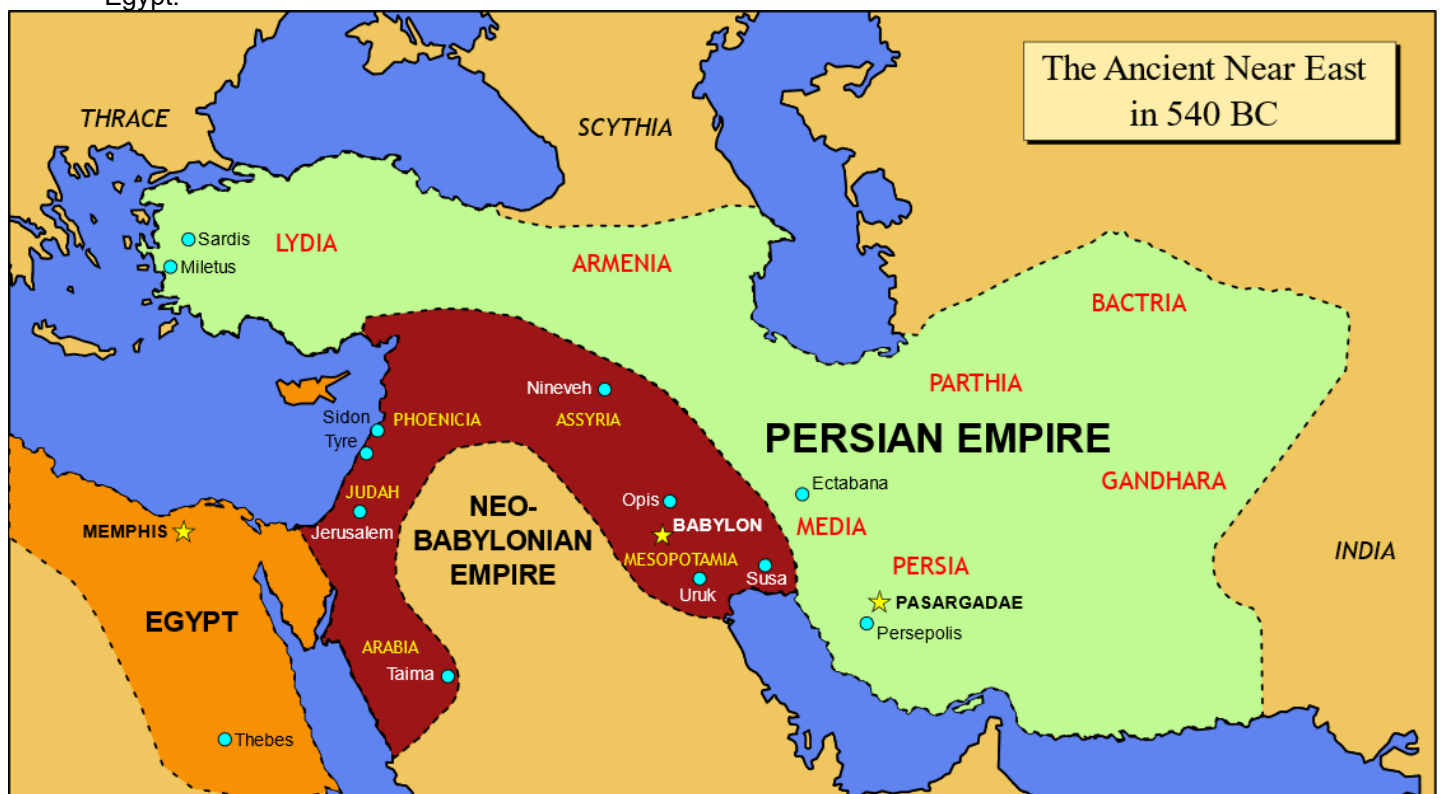 Egypt.
The Ancient Near East
in 540 BC
THRACE
SCYTHIA
Sardis
LYDIA
Miletus
ARMENIA
BACTRIA
PARTHIA
Nineveh
ASSYRIA
Sidon
PHOENICIA
Tyre
PERSIAN EMPIRE
GANDHARA
Ectabana
MEDIA
JUDAH
Jerusalem
NEO-
BABYLONIAN
EMPIRE
Opis
BABYLON
MESOPOTAMIA
Uruk
Susa
MEMPHIS
INDIA
PERSIA
PASARGADAE
Persepolis
EGYPT
ARABIA
Taima
Thebes